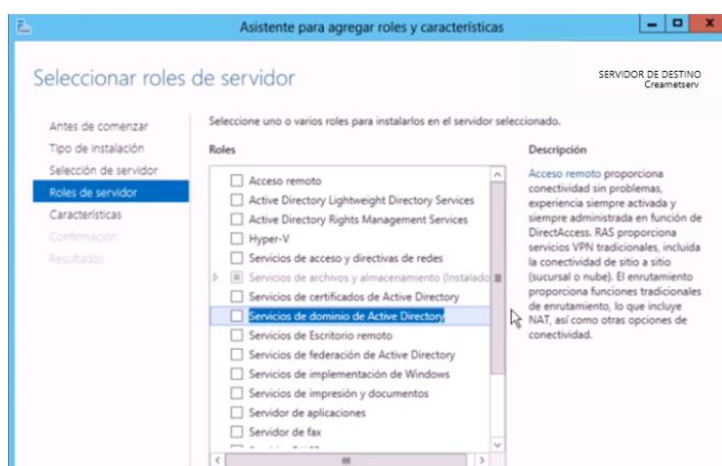 Asistente para agregar roles y características
Seleccionar roles de servidor
SERVIDOR DE DESTINO
Creametserv
Antes de comenzar
Tipo de instalación
Selección de servidor
Roles de servidor
Características
Confirmación
Resultados
Seleccione uno o varios roles para instalarlos en el servidor seleccionado.
Roles
Acceso remoto
Active Directory Lightweight Directory Services
Active Directory Rights Management Services
Hyper-V
Servicios de acceso y directivas de redes
Servicios de archivos y almacenamiento (Instalado
Servicios de certificados de Active Directory
Servicios de dominio de Active Directory
Servicios de Escritorio remoto
Servicios de federación de Active Directory
Servicios de implementación de Windows
Servicios de impresión y documentos
Servidor de aplicaciones
Servidor de fax
Descripción
Acceso remoto proporciona
conectividad sin problemas,
experiencia siempre activada y
siempre administrada en función de
DirectAccess. RAS proporciona
servicios VPN tradicionales, incluida
la conectividad de sitio a sitio
(sucursal o nube). El enrutamiento
proporciona funciones tradicionales
de enrutamiento, lo que incluye
NAT, así como otras opciones de
conectividad.